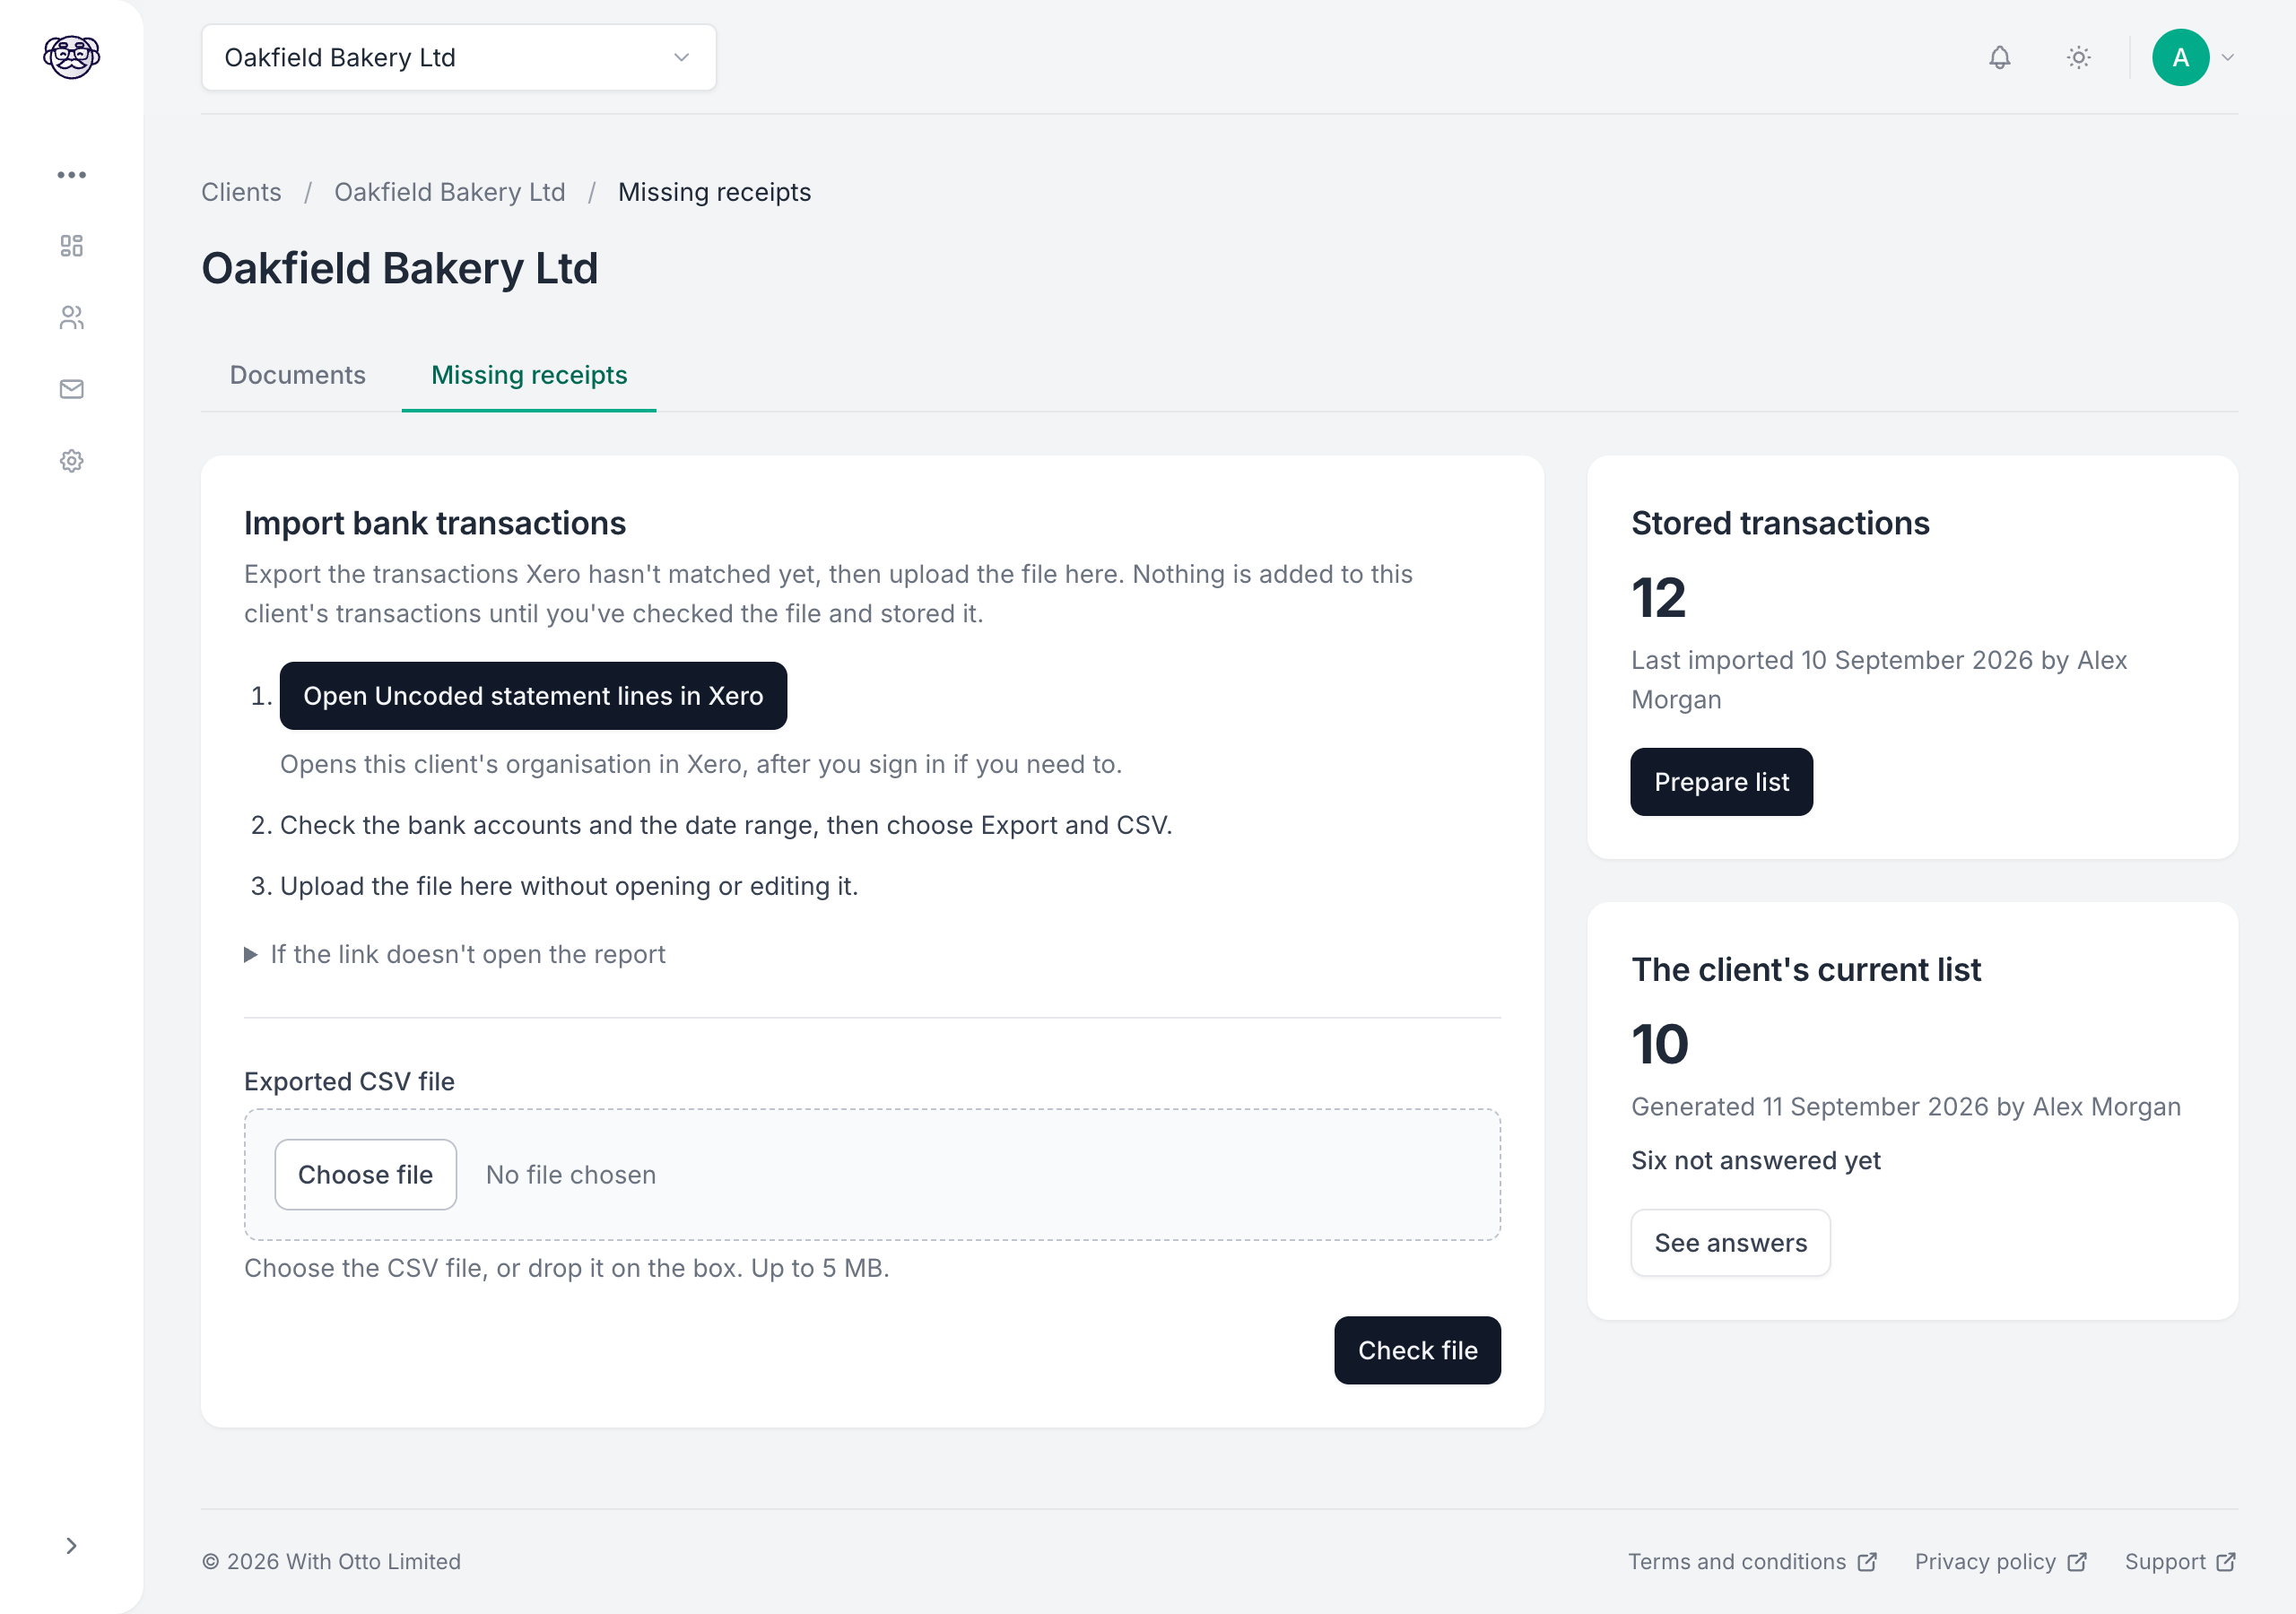 Oakfield Bakery Ltd
A
Clients / Oakfield Bakery Ltd / Missing receipts
Oakfield Bakery Ltd
Documents
Missing receipts
Import bank transactions
Export the transactions Xero hasn't matched yet, then upload the file here. Nothing is added to this
client's transactions until you've checked the file and stored it.
1. Open Uncoded statement lines in Xero
Opens this client's organisation in Xero, after you sign in if you need to.
2. Check the bank accounts and the date range, then choose Export and CSV.
3. Upload the file here without opening or editing it.
If the link doesn't open the report
Exported CSV file
Choose file
No file chosen
Choose the CSV file, or drop it on the box. Up to 5 MB.
Check file
Stored transactions
12
Last imported 10 September 2026 by Alex
Morgan
Prepare list
The client's current list
10
Generated 11 September 2026 by Alex Morgan
Six not answered yet
See answers
© 2026 With Otto Limited
Terms and conditions
Privacy policy
Support